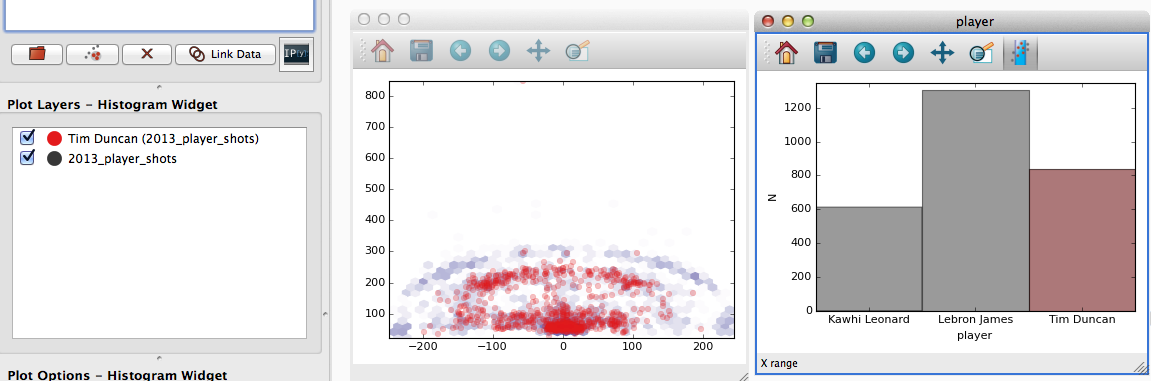 Link Data
IPy
Plot Layers - Histogram Widget
Tim Duncan (2013_player_shots)
2013_player_shots
Plot Options - Histogram Widget
800
700
600
500
400
300
200
100
−200
−100
0
100
200
player
1200
1000
800
600
400
200
0
N
Kawhi Leonard
Lebron James
Tim Duncan
player
X range